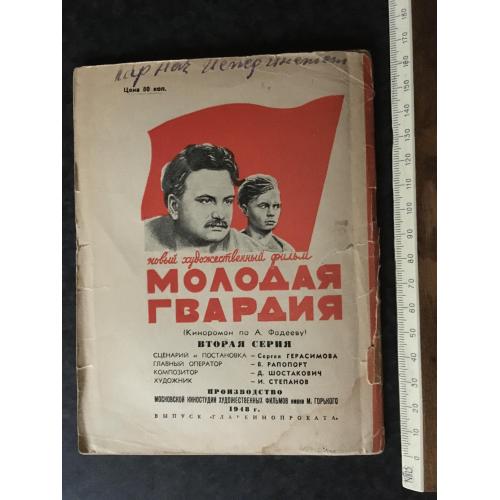 Цена 80 коп.
новый художественный фильм
МОЛОДАЯ
ГВАРДИЯ
(Киноромон по А. Фадееву)
ВТОРАЯ СЕРИЯ
СЦЕНАРИЙ и ПОСТАНОВКА – Сергея ГЕРАСИМОВА
ГЛАВНЫЙ ОПЕРАТОР – В. РАПОПОРТ
КОМПОЗИТОР – Д. ШОСТАКОВИЧ
ХУДОЖНИК – И. СТЕПАНОВ
ПРОИЗВОДСТВО
МОСКОВСКОЙ КИНОСТУДИИ ХУДОЖЕСТВЕННЫХ ФИЛЬМОВ имени М. ГОРЬКОГО
1948 г.
ВЫПУСК „ГЛАВКИНОПРОКАТА"